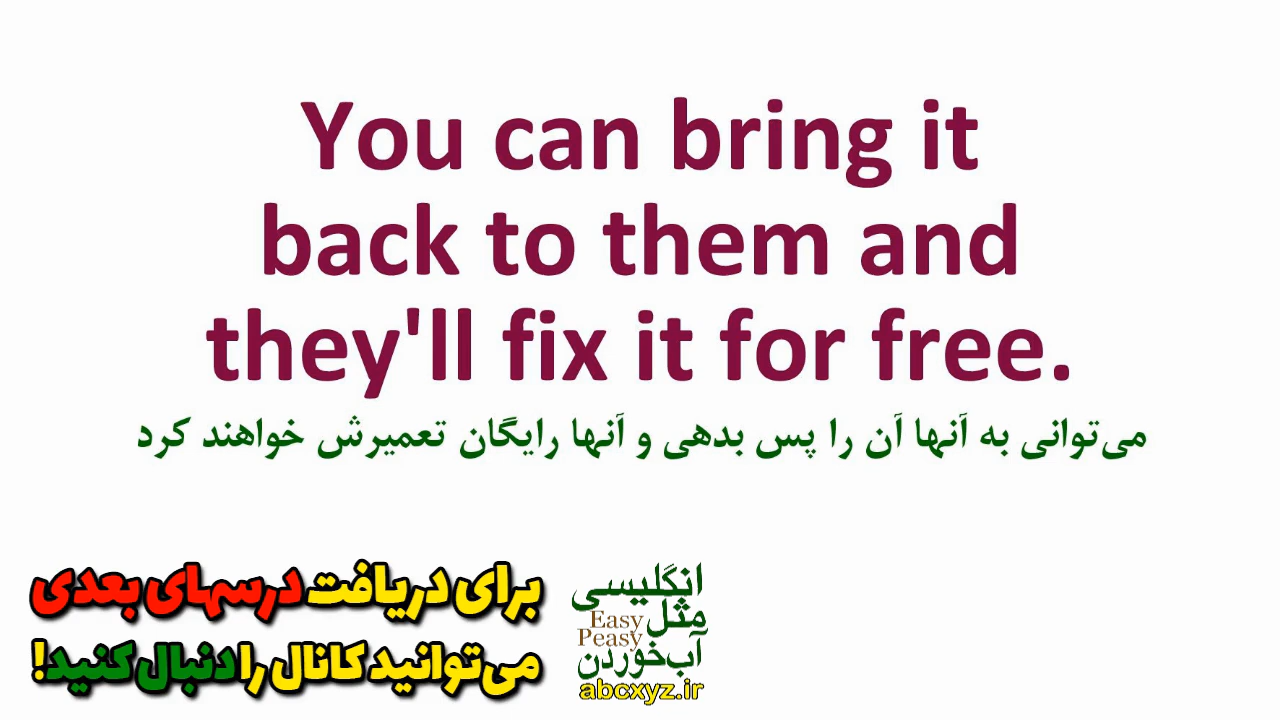 You can bring it
back to them and
they'll fix it for free.
می‌توانی به آنها آن را پس بدهی و آنها رایگان تعمیرش خواهند کرد
برای دریافت درسهای بعدی
می‌توانید کانال را دنبال کنید!
انگلیسی
مثل
Easy
Peasy
آب‌خوردن
abcxyz.ir